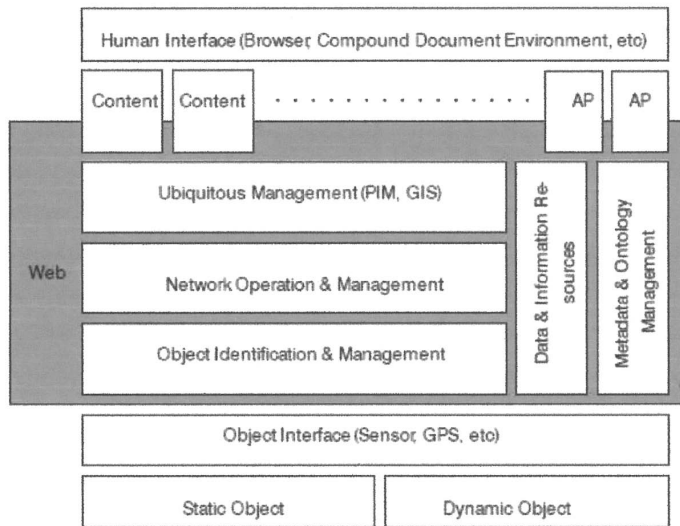 Human Interface (Browser, Compound Document Environment, etc)
Content
Content
AP
AP
Ubiquitous Management (PIM, GIS)
Data & Information Re-
sources
Metadata & Ontology
Management
Web
Network Operation & Management
Object Identification & Management
Object Interface (Sensor, GPS, etc)
Static Object
Dynamic Object